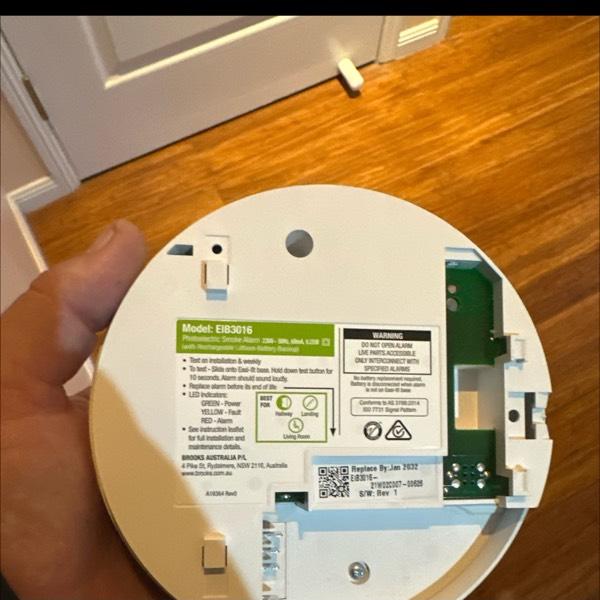 Model: EIB3016
Photoelectric Smoke Alarm 230V ~ 50Hz, 60mA,
(with Rechargeable Lithium Battery Backup)
• Test on installation & weekly
• To test - Slide onto Easi-fit base. Hold down test button for
10 seconds. Alarm should sound loudly.
• Replace alarm before its end of life
• LED Indicators:
GREEN - Power
YELLOW - Fault
RED - Alarm
• See instruction leaflet
for full installation and
maintenance details.
BROOKS AUSTRALIA P/L
4 Pike St, Rydalmere, NSW 2116, Australia
www.brooks.com.au
A18364 Rev0
BEST
FOR
Hallway
Landing
Living Room
WARNING
DO NOT OPEN ALARM
LIVE PARTS ACCESSIBLE
ONLY INTERCONNECT WITH
SPECIFIED ALARMS
No battery replacement required.
Battery is disconnected when alarm
is not on Easi-fit base
Conforms to AS 3786:2014
ISO 7731 Signal Pattern
Replace By:Jan 2032
EIB3016-
21W02C007-00626
S/W: Rev 1